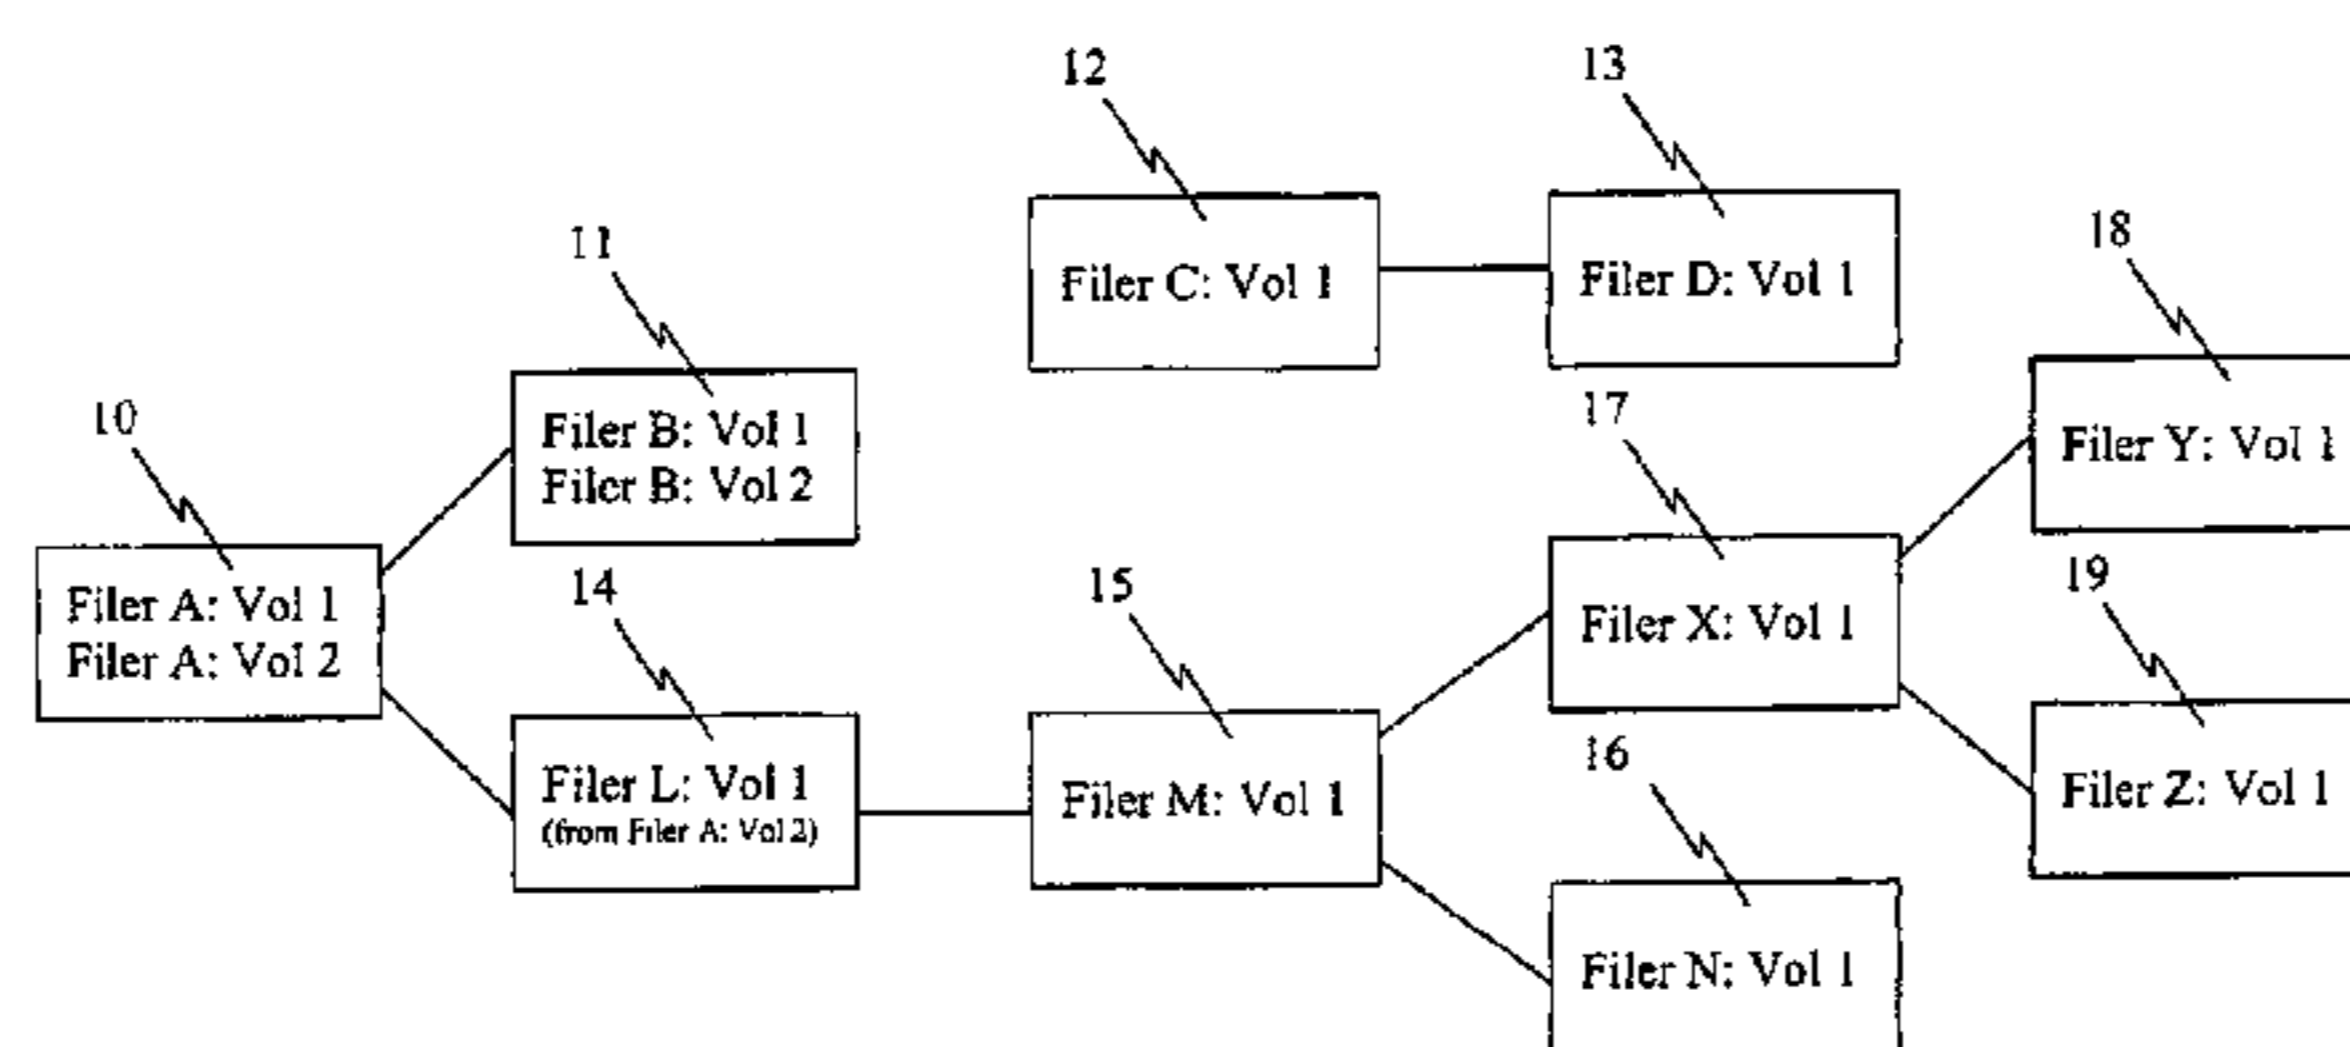 12
13
Filer C: Vol 1
Filer D: Vol 1
11
18
Filer B: Vol 1
Filer B: Vol 2
10
17
Filer Y: Vol 1
Filer A: Vol 1
Filer A: Vol 2
14
15
Filer X: Vol 1
19
Filer L: Vol 1
(from Filer A: Vol 2)
Filer M: Vol 1
16
Filer Z: Vol 1
Filer N: Vol 1